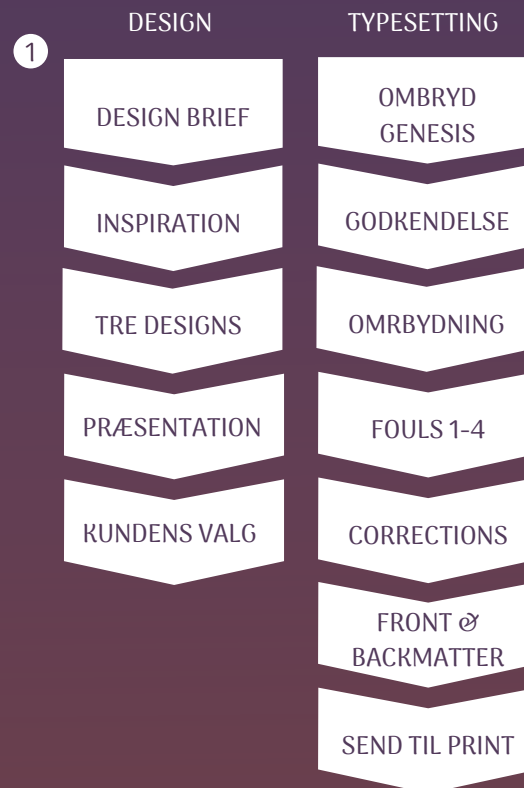 DESIGN
1
DESIGN BRIEF
INSPIRATION
TRE DESIGNS
PRÆSENTATION
KUNDENS VALG
TYPESETTING
OMBRYD
GENESIS
GODKENDELSE
OMRBYDNING
FOULS 1-4
CORRECTIONS
FRONT &
BACKMATTER
SEND TIL PRINT